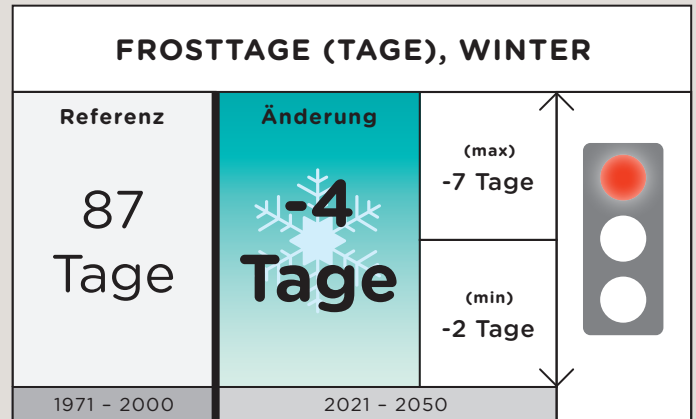 FROSTTAGE (TAGE), WINTER
Referenz
87
Tage
Änderung
-4
Tage
(max)
-7 Tage
(min)
-2 Tage
1971 – 2000
2021 – 2050